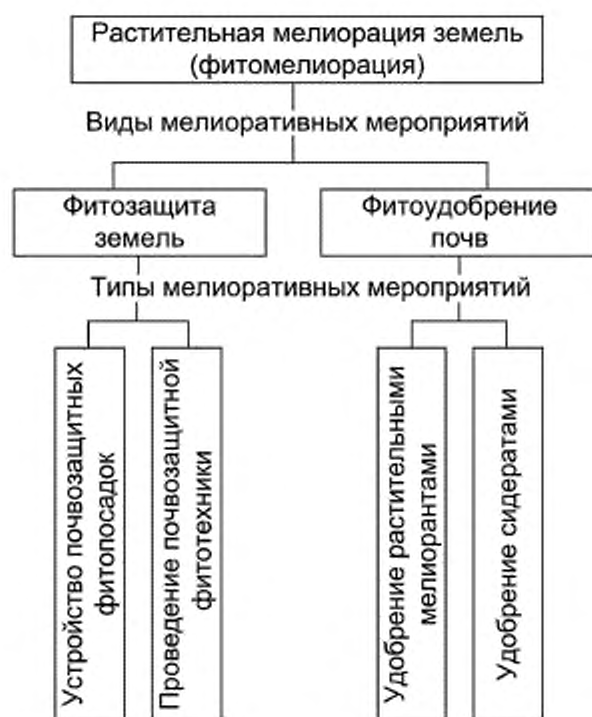 Растительная мелиорация земель
(фитомелиорация)
Виды мелиоративных мероприятий
Фитозащита
земель
Фитоудобрение
почв
Типы мелиоративных мероприятий
Устройство почвозащитных
фитопосадок
Проведение почвозащитной
фитотехники
Удобрение растительными
мелиорантами
Удобрение сидератами